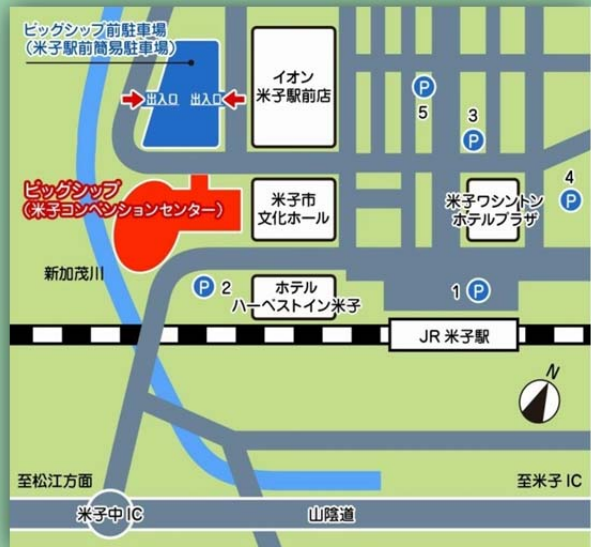 ビッグシップ前駐車場
(米子駅前簡易駐車場)
出入口 出入口
イオン
米子駅前店
P
5
3
P
4
P
ビッグシップ
(米子コンベンションセンター)
米子市
文化ホール
米子ワシントン
ホテルプラザ
新加茂川
P 2
ホテル
ハーベストイン米子
1 P
JR 米子駅
N
至松江方面
至米子 IC
米子中 IC
山陰道